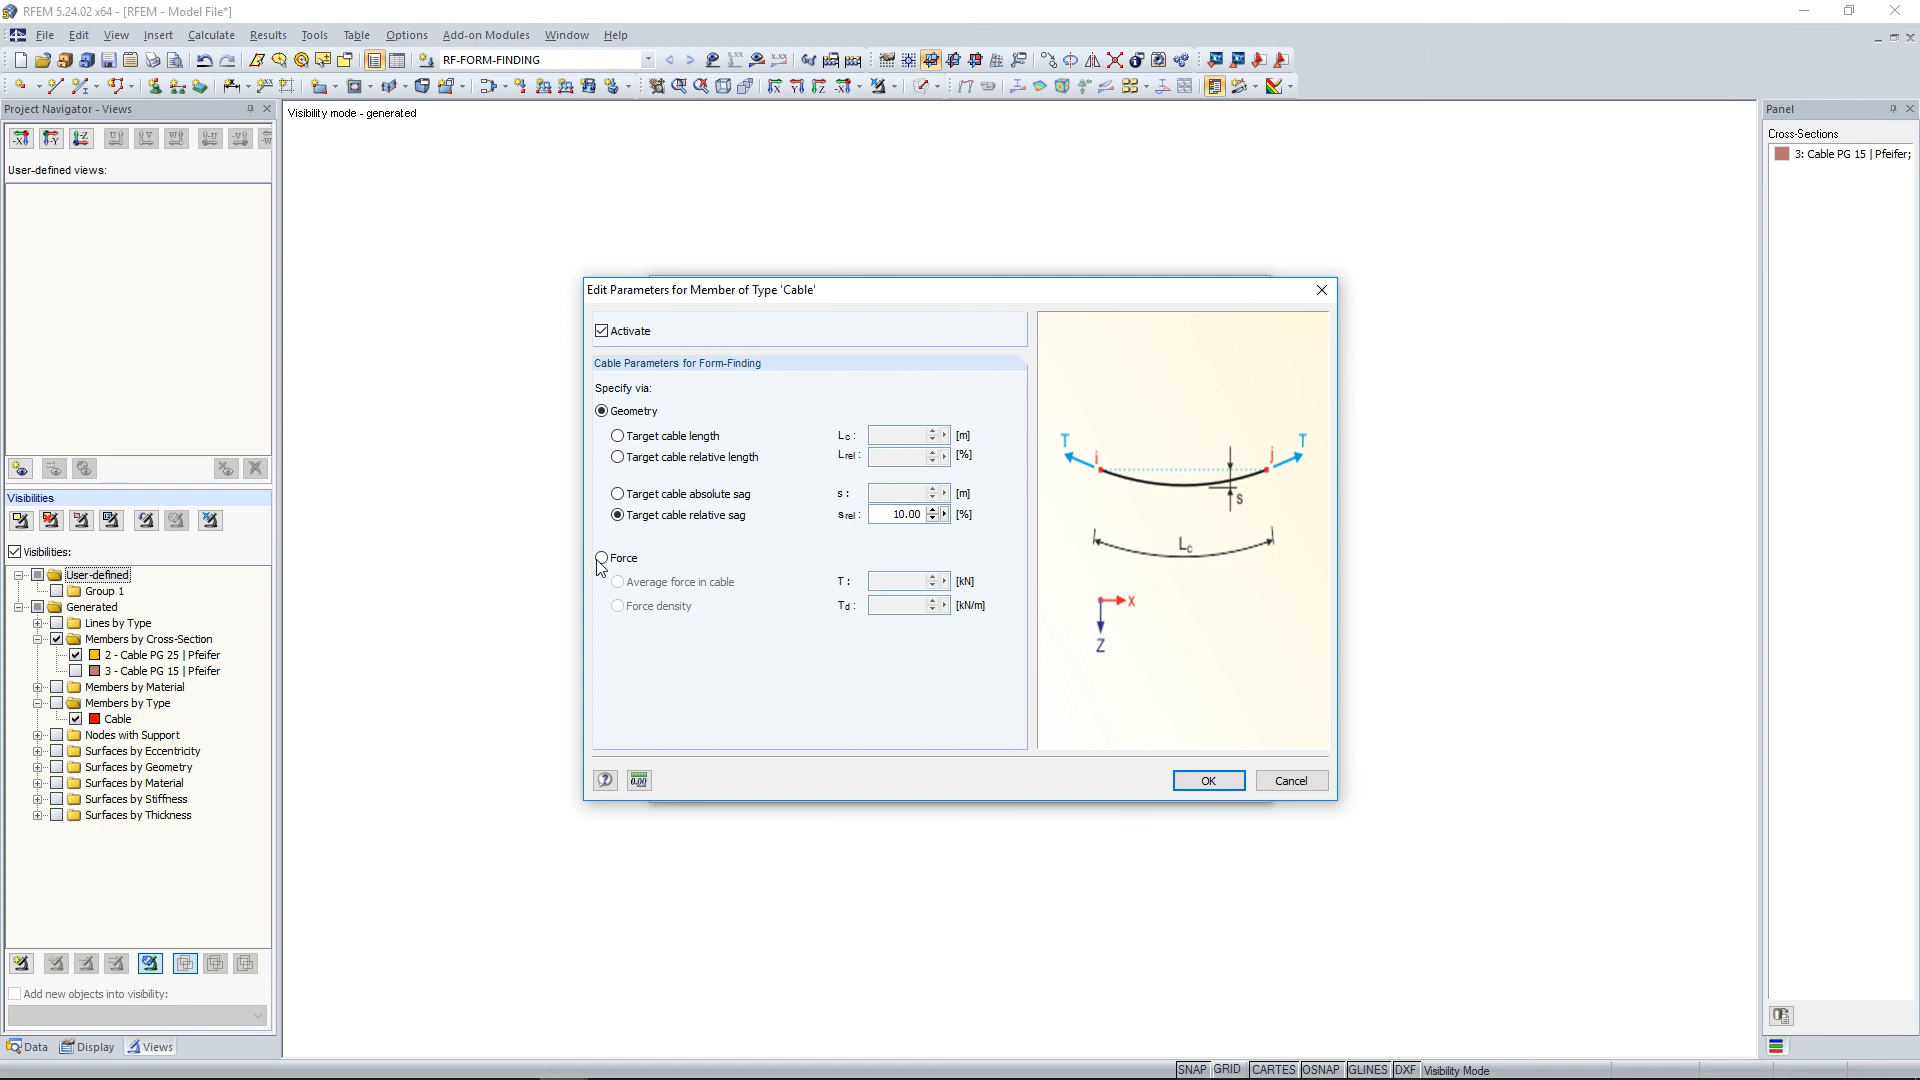 RFEM 5.24.02 x64 - [RFEM - Model File*]
File Edit View Insert Calculate Results Tools Table Options Add-on Modules Window Help
RF-FORM-FINDING
Project Navigator - Views
Visibility mode - generated
Panel
Cross-Sections
3: Cable PG 15 | Pfeifer;
User-defined views:
Visibilities
Visibilities:
User-defined
Group 1
Generated
Lines by Type
Members by Cross-Section
2 - Cable PG 25 | Pfeifer
3 - Cable PG 15 | Pfeifer
Members by Material
Members by Type
Cable
Nodes with Support
Surfaces by Eccentricity
Surfaces by Geometry
Surfaces by Material
Surfaces by Stiffness
Surfaces by Thickness
Add new objects into visibility:
Data Display Views
Edit Parameters for Member of Type 'Cable'
Activate
Cable Parameters for Form-Finding
Specify via:
Geometry
Target cable length Lc: [m]
Target cable relative length Lrel: [%]
Target cable absolute sag s: [m]
Target cable relative sag srel: 10.00 [%]
Force
Average force in cable T: [kN]
Force density Td: [kN/m]
T T
i j
s
Lc
X
Z
0.00
OK Cancel
SNAP GRID CARTES OSNAP GLINES DXF Visibility Mode